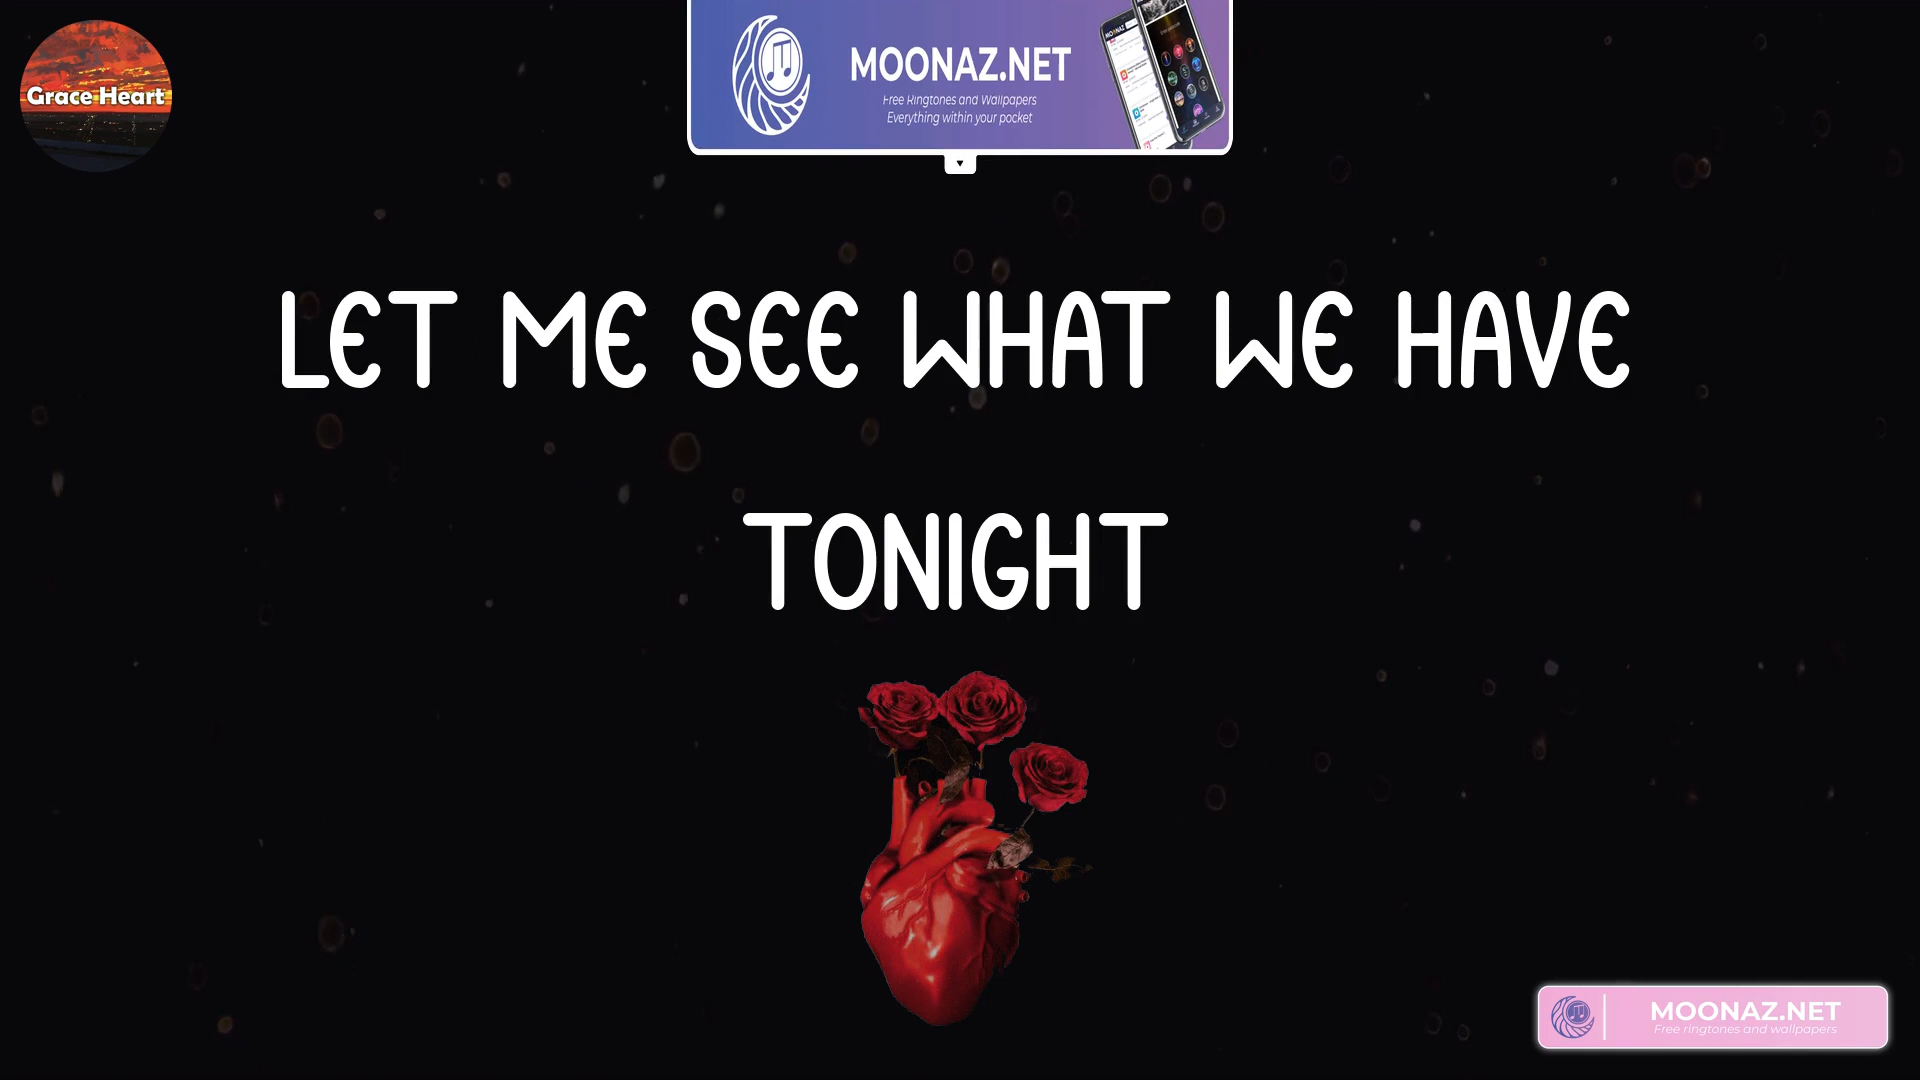 Grace Heart
MOONAZ.NET
Free Ringtones and Wallpapers
Everything within your pocket
LET ME SEE WHAT WE HAVE
TONIGHT
MOONAZ.NET
Free ringtones and wallpapers